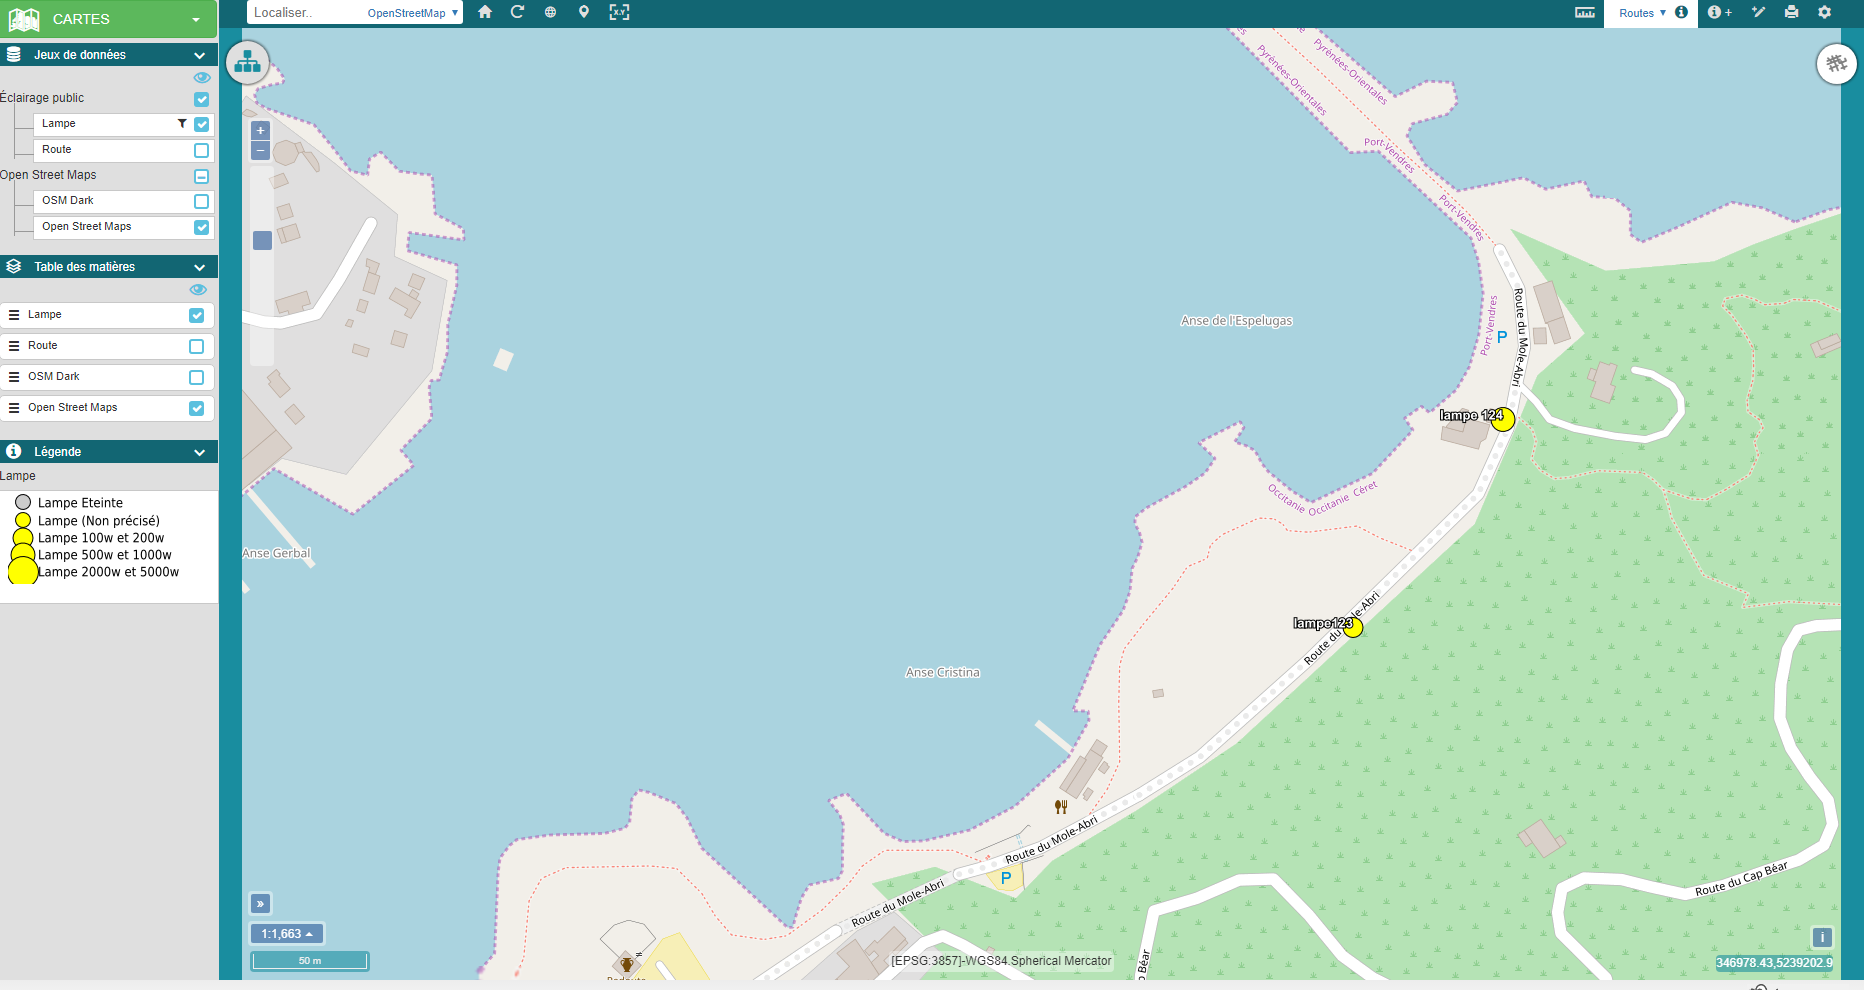 CARTES
Localiser..
OpenStreetMap
Routes
+
Jeux de données
Éclairage public
Lampe
Route
Open Street Maps
OSM Dark
Open Street Maps
Table des matières
Lampe
Route
OSM Dark
Open Street Maps
Légende
Lampe
Lampe Eteinte
Lampe (Non précisé)
Lampe 100w et 200w
Lampe 500w et 1000w
Lampe 2000w et 5000w
+
−
Pyrénées-Orientales
Pyrénées-Orientales
Port-Vendres
Port-Vendres
Port-Vendres
Route du Mole-Abri
P
Anse de l'Espelugas
lampe 124
Occitanie Occitanie Céret
Anse Gerbal
lampe123
Route du Mole-Abri
Anse Cristina
Route du Mole-Abri
P
Route du Mole-Abri
Route du Cap Béar
Béar
»
1:1,663
50 m
[EPSG:3857]-WGS84 Spherical Mercator
i
346978.43,5239202.9